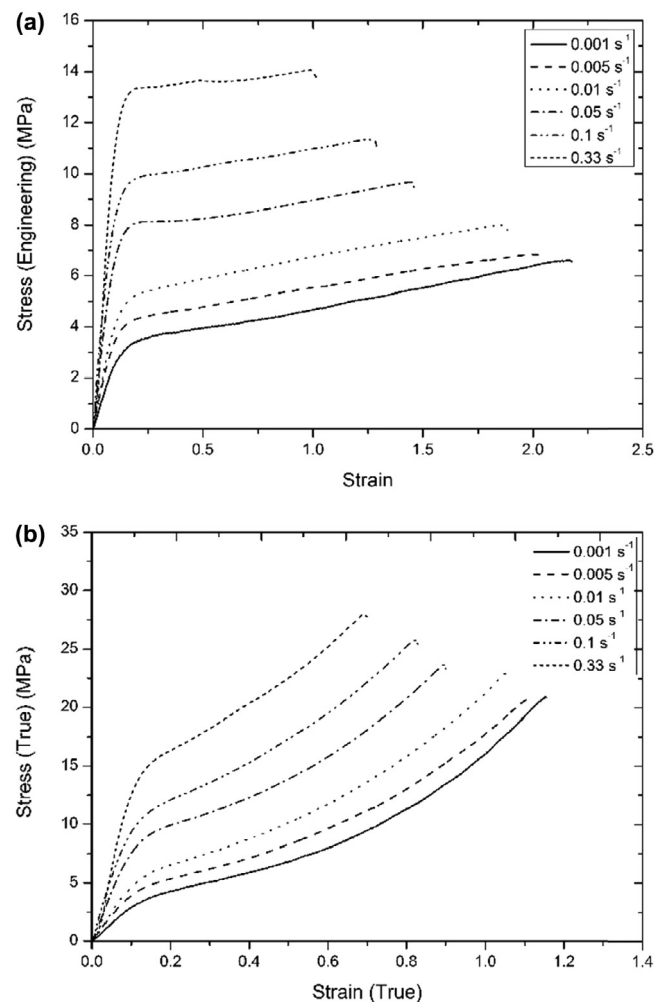 (a)
16
14
12
10
8
6
4
2
0
Stress (Engineering) (MPa)
0.001 s⁻¹
0.005 s⁻¹
0.01 s⁻¹
0.05 s⁻¹
0.1 s⁻¹
0.33 s⁻¹
0.0 0.5 1.0 1.5 2.0 2.5
Strain
(b)
35
30
25
20
15
10
5
0
Stress (True) (MPa)
0.001 s⁻¹
0.005 s⁻¹
0.01 s⁻¹
0.05 s⁻¹
0.1 s⁻¹
0.33 s⁻¹
0.0 0.2 0.4 0.6 0.8 1.0 1.2 1.4
Strain (True)